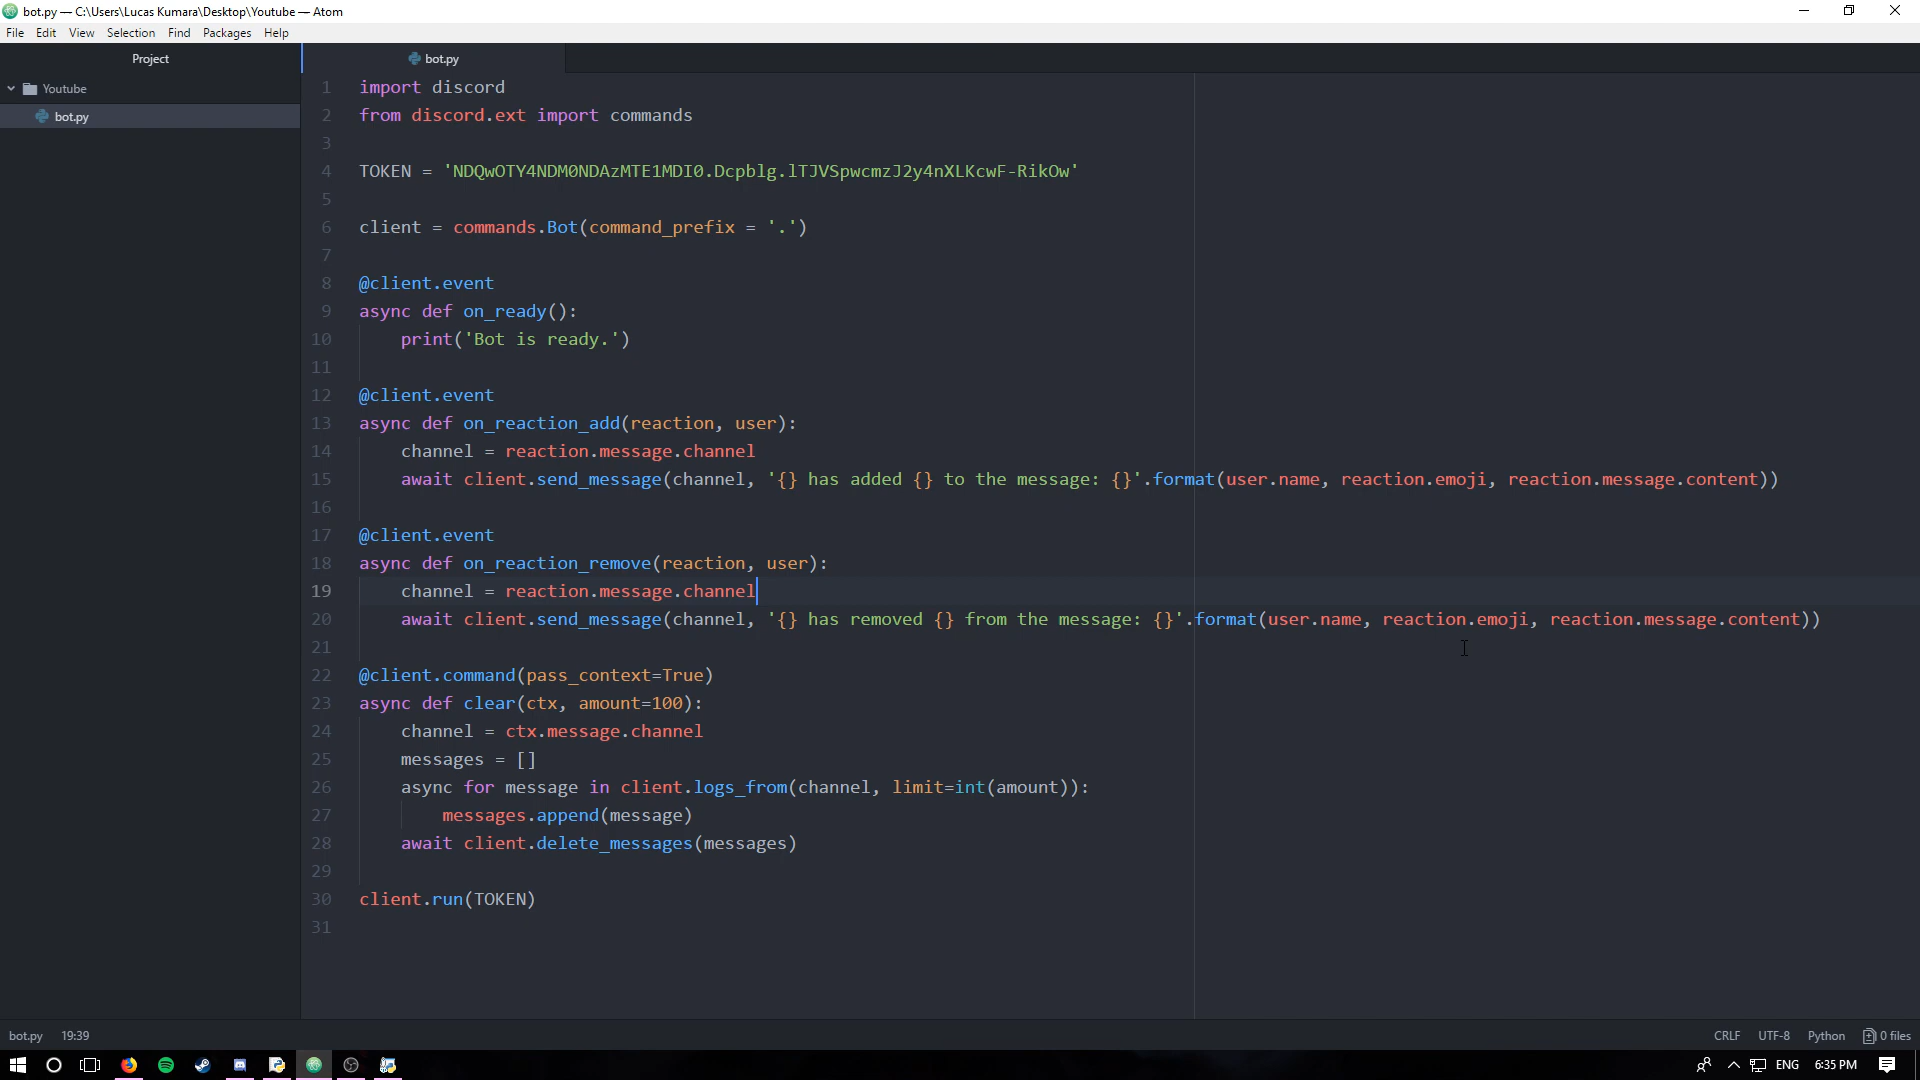 bot.py — C:\Users\Lucas Kumara\Desktop\Youtube — Atom
File Edit View Selection Find Packages Help
Project
bot.py
Youtube
bot.py
1 import discord
2 from discord.ext import commands
3
4 TOKEN = 'NDQwOTY4NDM0NDAzMTE1MDI0.Dcpblg.lTJVSpwcmzJ2y4nXLKcwF-RikOw'
5
6 client = commands.Bot(command_prefix = '.')
7
8 @client.event
9 async def on_ready():
10 print('Bot is ready.')
11
12 @client.event
13 async def on_reaction_add(reaction, user):
14 channel = reaction.message.channel
15 await client.send_message(channel, '{} has added {} to the message: {}'.format(user.name, reaction.emoji, reaction.message.content))
16
17 @client.event
18 async def on_reaction_remove(reaction, user):
19 channel = reaction.message.channel
20 await client.send_message(channel, '{} has removed {} from the message: {}'.format(user.name, reaction.emoji, reaction.message.content))
21
22 @client.command(pass_context=True)
23 async def clear(ctx, amount=100):
24 channel = ctx.message.channel
25 messages = []
26 async for message in client.logs_from(channel, limit=int(amount)):
27 messages.append(message)
28 await client.delete_messages(messages)
29
30 client.run(TOKEN)
31
bot.py 19:39
CRLF UTF-8 Python 0 files
ENG 6:35 PM